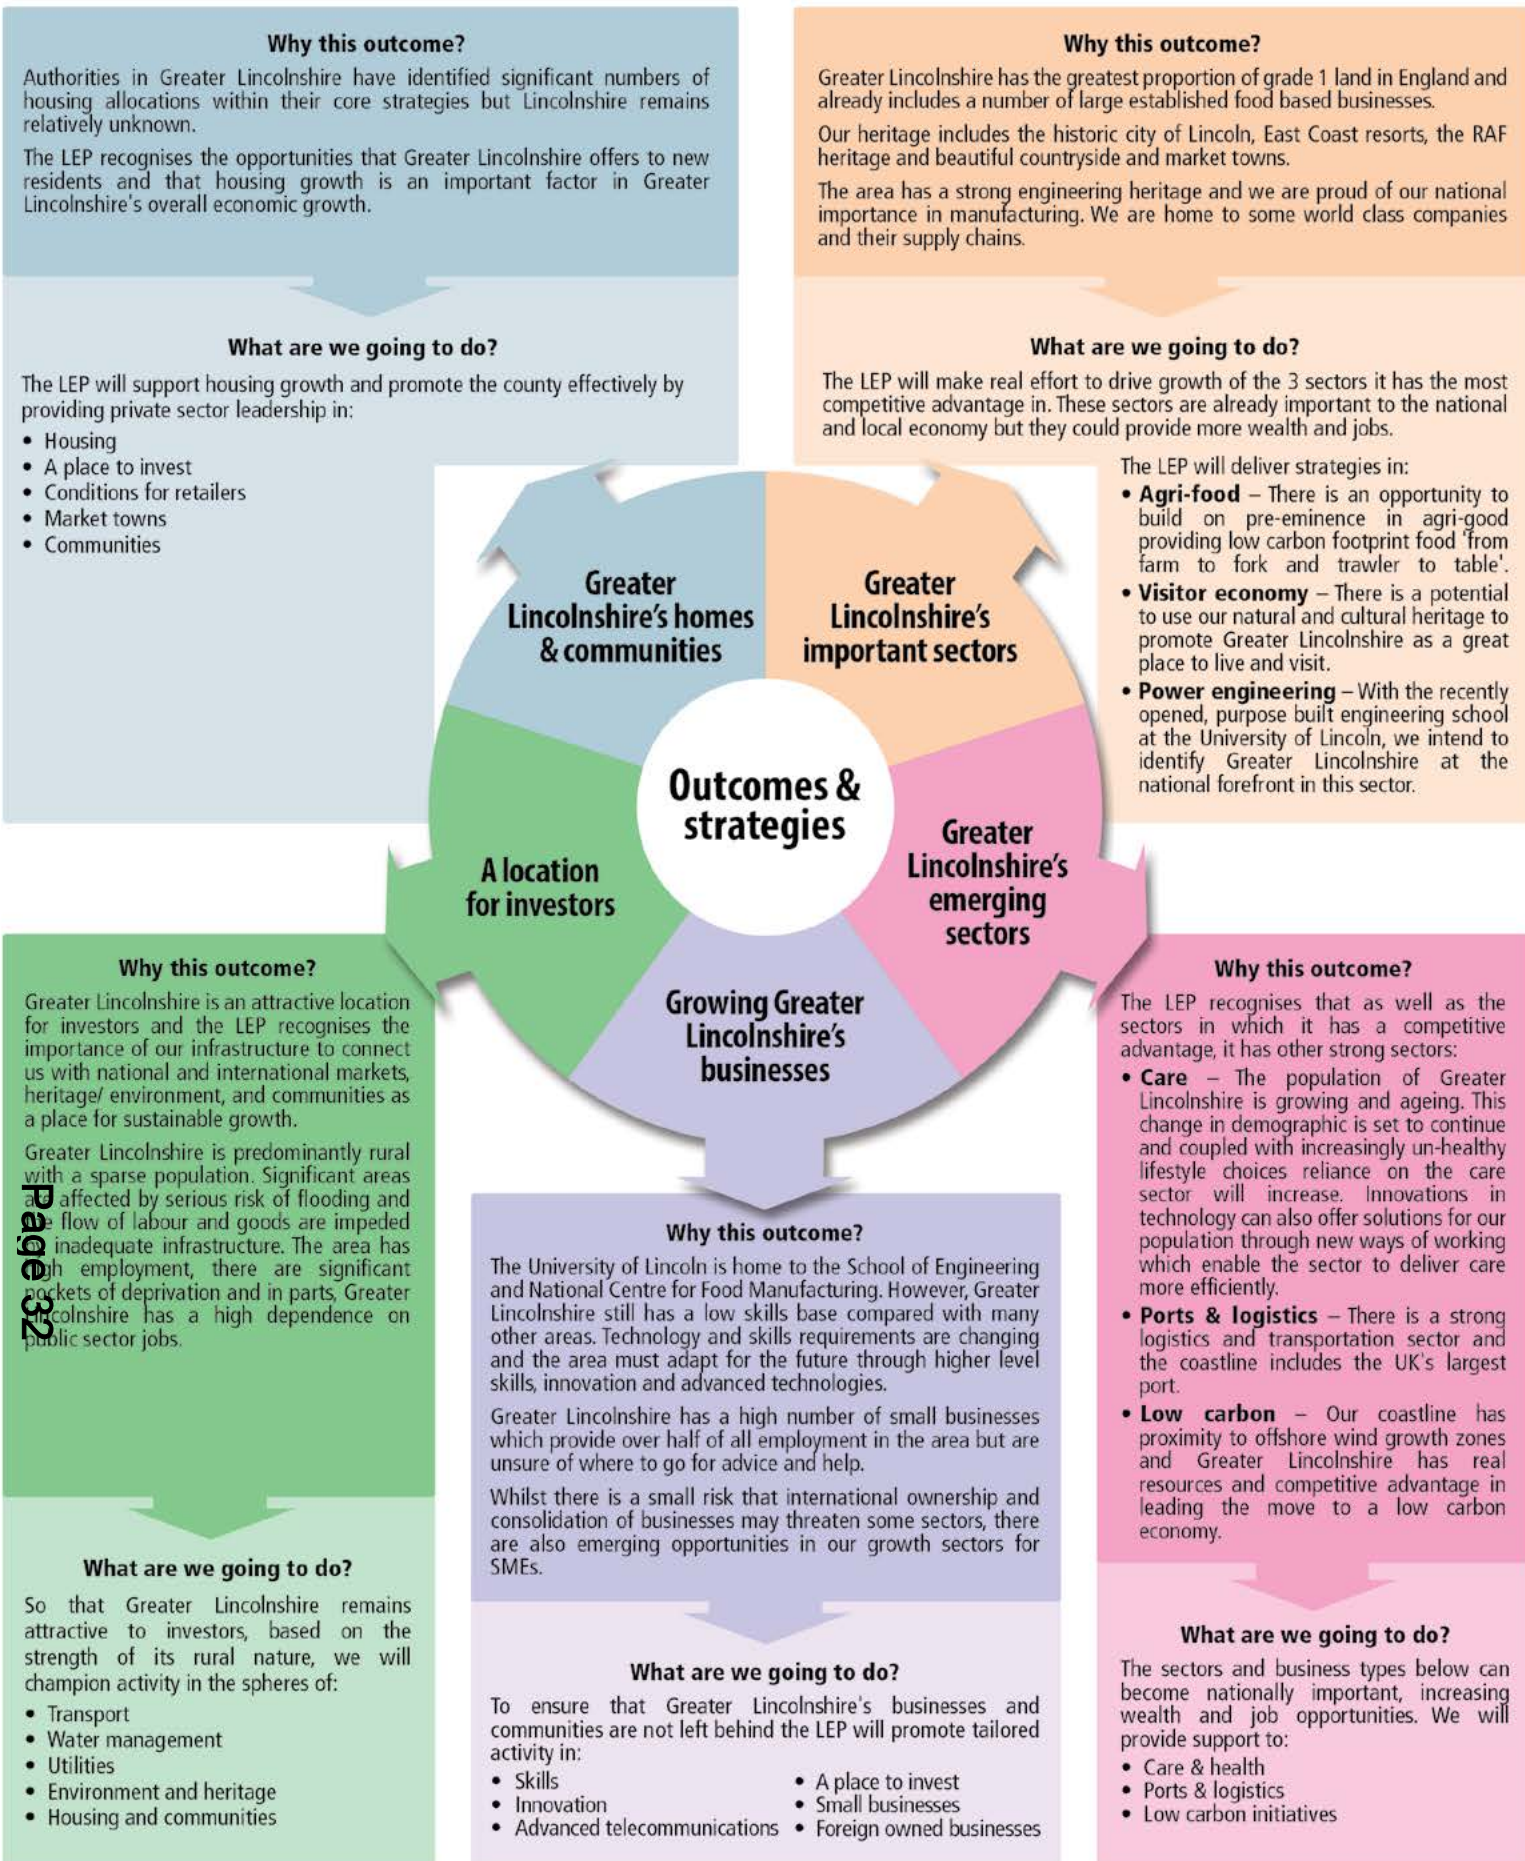 Why this outcome?
Authorities in Greater Lincolnshire have identified significant numbers of
housing allocations within their core strategies but Lincolnshire remains
relatively unknown.
The LEP recognises the opportunities that Greater Lincolnshire offers to new
residents and that housing growth is an important factor in Greater
Lincolnshire's overall economic growth.
What are we going to do?
The LEP will support housing growth and promote the county effectively by
providing private sector leadership in:
• Housing
• A place to invest
• Conditions for retailers
• Market towns
• Communities
Why this outcome?
Greater Lincolnshire has the greatest proportion of grade 1 land in England and
already includes a number of large established food based businesses.
Our heritage includes the historic city of Lincoln, East Coast resorts, the RAF
heritage and beautiful countryside and market towns.
The area has a strong engineering heritage and we are proud of our national
importance in manufacturing. We are home to some world class companies
and their supply chains.
What are we going to do?
The LEP will make real effort to drive growth of the 3 sectors it has the most
competitive advantage in. These sectors are already important to the national
and local economy but they could provide more wealth and jobs.
The LEP will deliver strategies in:
• Agri-food – There is an opportunity to
build on pre-eminence in agri-good
providing low carbon footprint food 'from
farm to fork and trawler to table'.
• Visitor economy – There is a potential
to use our natural and cultural heritage to
promote Greater Lincolnshire as a great
place to live and visit.
• Power engineering – With the recently
opened, purpose built engineering school
at the University of Lincoln, we intend to
identify Greater Lincolnshire at the
national forefront in this sector.
Greater
Lincolnshire's homes
& communities
Greater
Lincolnshire's
important sectors
Outcomes &
strategies
A location
for investors
Greater
Lincolnshire's
emerging
sectors
Growing Greater
Lincolnshire's
businesses
Why this outcome?
Greater Lincolnshire is an attractive location
for investors and the LEP recognises the
importance of our infrastructure to connect
us with national and international markets,
heritage/ environment, and communities as
a place for sustainable growth.
Greater Lincolnshire is predominantly rural
with a sparse population. Significant areas
are affected by serious risk of flooding and
the flow of labour and goods are impeded
by inadequate infrastructure. The area has
high employment, there are significant
pockets of deprivation and in parts, Greater
Lincolnshire has a high dependence on
public sector jobs.
Page 32
What are we going to do?
So that Greater Lincolnshire remains
attractive to investors, based on the
strength of its rural nature, we will
champion activity in the spheres of:
• Transport
• Water management
• Utilities
• Environment and heritage
• Housing and communities
Why this outcome?
The University of Lincoln is home to the School of Engineering
and National Centre for Food Manufacturing. However, Greater
Lincolnshire still has a low skills base compared with many
other areas. Technology and skills requirements are changing
and the area must adapt for the future through higher level
skills, innovation and advanced technologies.
Greater Lincolnshire has a high number of small businesses
which provide over half of all employment in the area but are
unsure of where to go for advice and help.
Whilst there is a small risk that international ownership and
consolidation of businesses may threaten some sectors, there
are also emerging opportunities in our growth sectors for
SMEs.
What are we going to do?
To ensure that Greater Lincolnshire's businesses and
communities are not left behind the LEP will promote tailored
activity in:
• Skills
• Innovation
• Advanced telecommunications
• A place to invest
• Small businesses
• Foreign owned businesses
Why this outcome?
The LEP recognises that as well as the
sectors in which it has a competitive
advantage, it has other strong sectors:
• Care – The population of Greater
Lincolnshire is growing and ageing. This
change in demographic is set to continue
and coupled with increasingly un-healthy
lifestyle choices reliance on the care
sector will increase. Innovations in
technology can also offer solutions for our
population through new ways of working
which enable the sector to deliver care
more efficiently.
• Ports & logistics – There is a strong
logistics and transportation sector and
the coastline includes the UK's largest
port.
• Low carbon – Our coastline has
proximity to offshore wind growth zones
and Greater Lincolnshire has real
resources and competitive advantage in
leading the move to a low carbon
economy.
What are we going to do?
The sectors and business types below can
become nationally important, increasing
wealth and job opportunities. We will
provide support to:
• Care & health
• Ports & logistics
• Low carbon initiatives